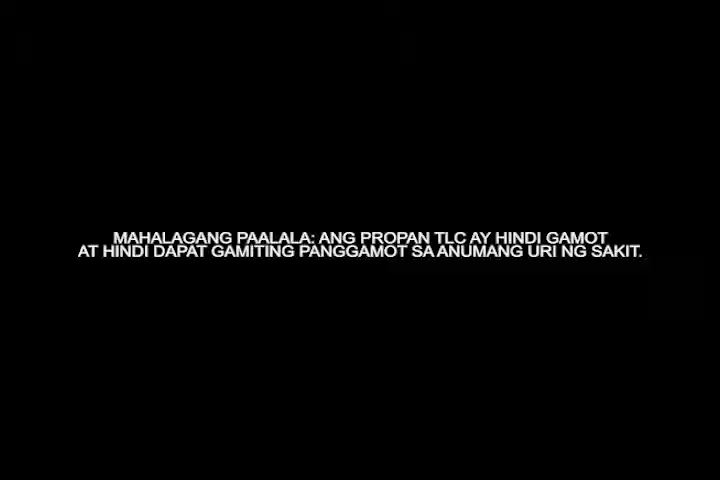 MAHALAGANG PAALALA: ANG PROPAN TLC AY HINDI GAMOT
AT HINDI DAPAT GAMITING PANGGAMOT SA ANUMANG URI NG SAKIT.